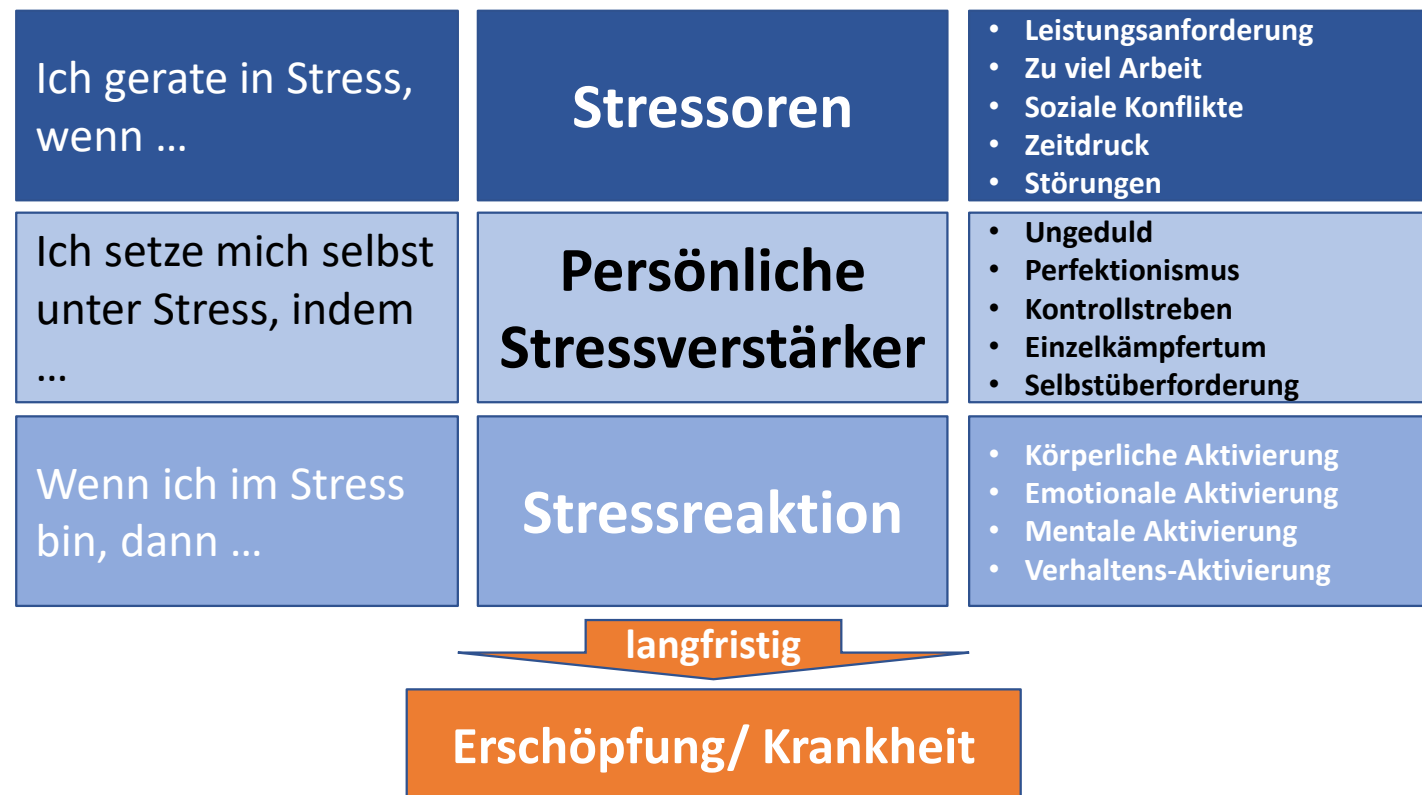 Ich gerate in Stress,
wenn …
Stressoren
• Leistungsanforderung
• Zu viel Arbeit
• Soziale Konflikte
• Zeitdruck
• Störungen
Ich setze mich selbst
unter Stress, indem
…
Persönliche
Stressverstärker
• Ungeduld
• Perfektionismus
• Kontrollstreben
• Einzelkämpfertum
• Selbstüberforderung
Wenn ich im Stress
bin, dann …
Stressreaktion
• Körperliche Aktivierung
• Emotionale Aktivierung
• Mentale Aktivierung
• Verhaltens-Aktivierung
langfristig
Erschöpfung/ Krankheit